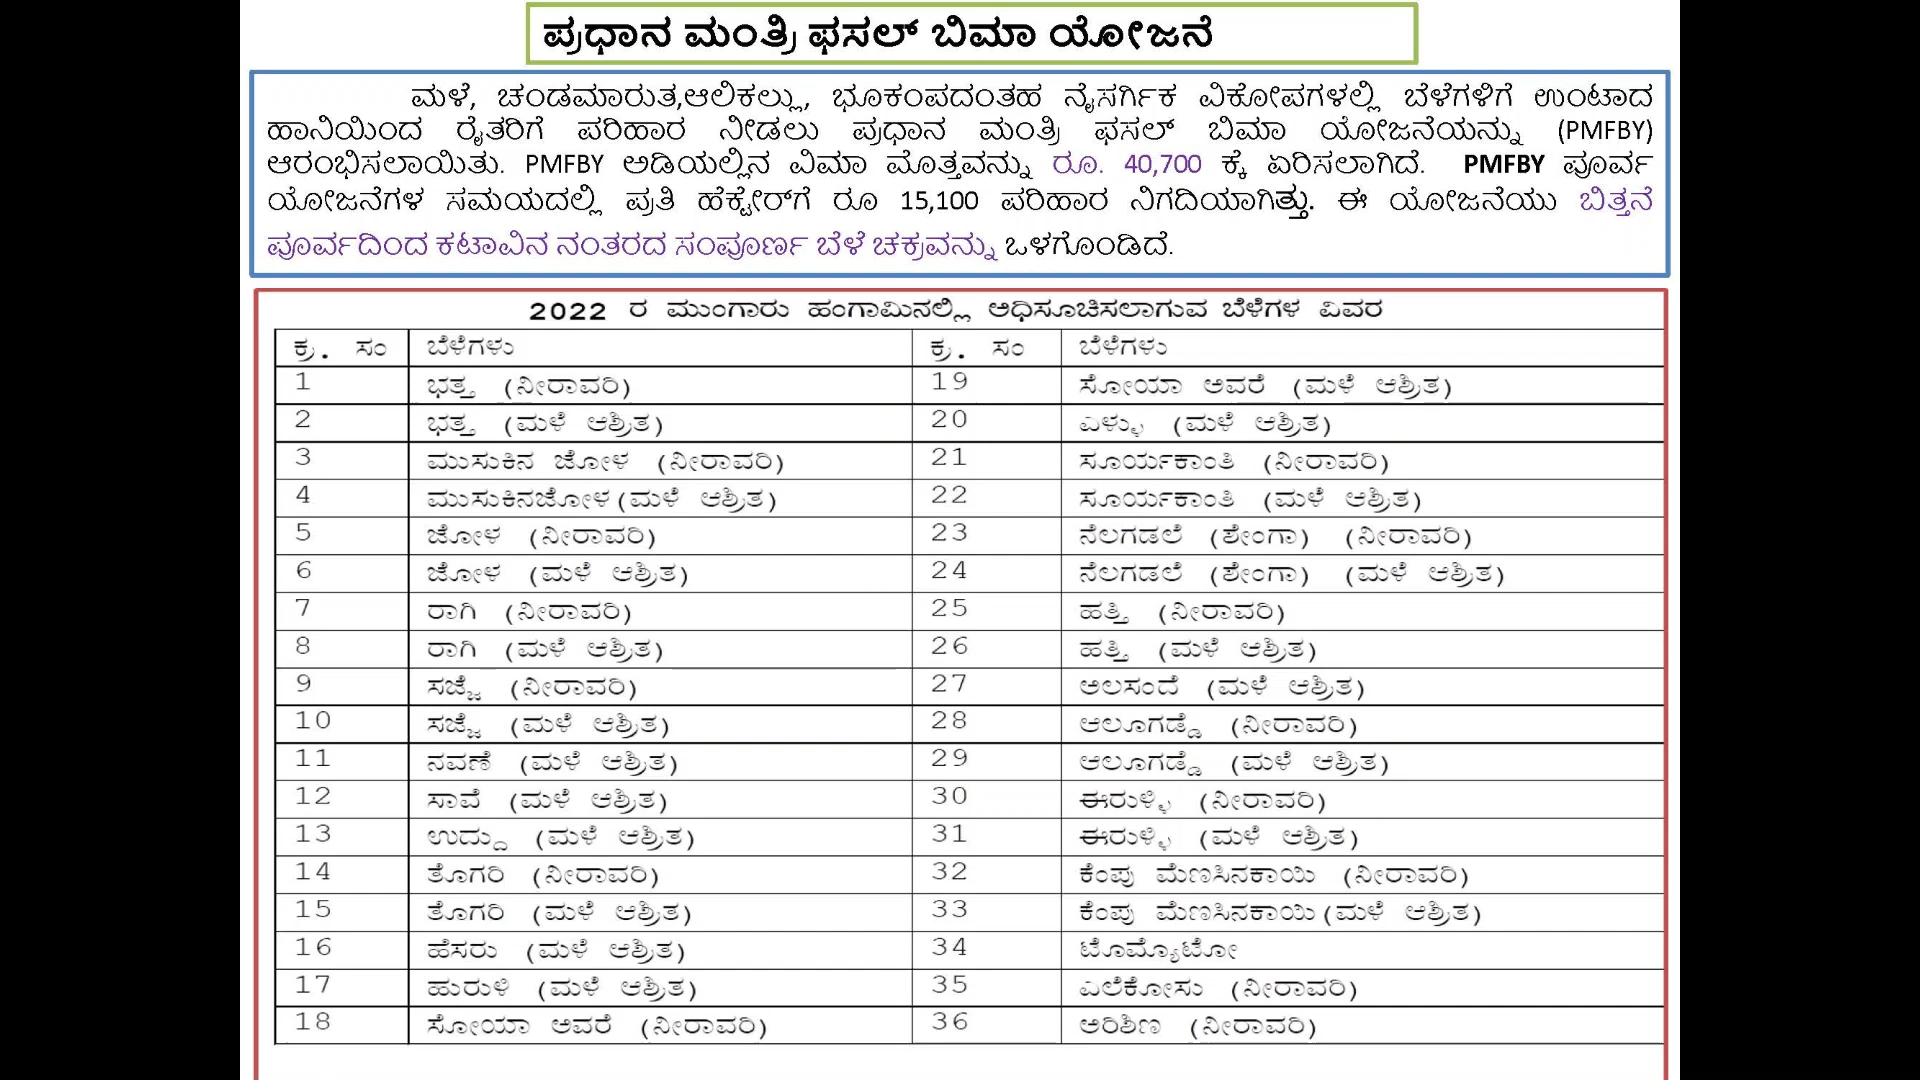 ಪ್ರಧಾನ ಮಂತ್ರಿ ಫಸಲ್ ಬಿಮಾ ಯೋಜನೆ
ಮಳೆ, ಚಂಡಮಾರುತ,ಆಲಿಕಲ್ಲು, ಭೂಕಂಪದಂತಹ ನೈಸರ್ಗಿಕ ವಿಕೋಪಗಳಲ್ಲಿ ಬೆಳೆಗಳಿಗೆ ಉಂಟಾದ
ಹಾನಿಯಿಂದ ರೈತರಿಗೆ ಪರಿಹಾರ ನೀಡಲು ಪ್ರಧಾನ ಮಂತ್ರಿ ಫಸಲ್ ಬಿಮಾ ಯೋಜನೆಯನ್ನು (PMFBY)
ಆರಂಭಿಸಲಾಯಿತು. PMFBY ಅಡಿಯಲ್ಲಿನ ವಿಮಾ ಮೊತ್ತವನ್ನು ರೂ. 40,700 ಕ್ಕೆ ಏರಿಸಲಾಗಿದೆ. PMFBY ಪೂರ್ವ
ಯೋಜನೆಗಳ ಸಮಯದಲ್ಲಿ ಪ್ರತಿ ಹೆಕ್ಟೇರ್‌ಗೆ ರೂ 15,100 ಪರಿಹಾರ ನಿಗದಿಯಾಗಿತ್ತು. ಈ ಯೋಜನೆಯು ಬಿತ್ತನೆ
ಪೂರ್ವದಿಂದ ಕಟಾವಿನ ನಂತರದ ಸಂಪೂರ್ಣ ಬೆಳೆ ಚಕ್ರವನ್ನು ಒಳಗೊಂಡಿದೆ.
2022 ರ ಮುಂಗಾರು ಹಂಗಾಮಿನಲ್ಲಿ ಅಧಿಸೂಚಿಸಲಾಗುವ ಬೆಳೆಗಳ ವಿವರ
ಕ್ರ. ಸಂ ಬೆಳೆಗಳು ಕ್ರ. ಸಂ ಬೆಳೆಗಳು
1 ಭತ್ತ (ನೀರಾವರಿ) 19 ಸೋಯಾ ಅವರೆ (ಮಳೆ ಆಶ್ರಿತ)
2 ಭತ್ತ (ಮಳೆ ಆಶ್ರಿತ) 20 ಎಳ್ಳು (ಮಳೆ ಆಶ್ರಿತ)
3 ಮುಸುಕಿನ ಜೋಳ (ನೀರಾವರಿ) 21 ಸೂರ್ಯಕಾಂತಿ (ನೀರಾವರಿ)
4 ಮುಸುಕಿನಜೋಳ(ಮಳೆ ಆಶ್ರಿತ) 22 ಸೂರ್ಯಕಾಂತಿ (ಮಳೆ ಆಶ್ರಿತ)
5 ಜೋಳ (ನೀರಾವರಿ) 23 ನೆಲಗಡಲೆ (ಶೇಂಗಾ) (ನೀರಾವರಿ)
6 ಜೋಳ (ಮಳೆ ಆಶ್ರಿತ) 24 ನೆಲಗಡಲೆ (ಶೇಂಗಾ) (ಮಳೆ ಆಶ್ರಿತ)
7 ರಾಗಿ (ನೀರಾವರಿ) 25 ಹತ್ತಿ (ನೀರಾವರಿ)
8 ರಾಗಿ (ಮಳೆ ಆಶ್ರಿತ) 26 ಹತ್ತಿ (ಮಳೆ ಆಶ್ರಿತ)
9 ಸಜ್ಜೆ (ನೀರಾವರಿ) 27 ಅಲಸಂದೆ (ಮಳೆ ಆಶ್ರಿತ)
10 ಸಜ್ಜೆ (ಮಳೆ ಆಶ್ರಿತ) 28 ಆಲೂಗಡ್ಡೆ (ನೀರಾವರಿ)
11 ನವಣೆ (ಮಳೆ ಆಶ್ರಿತ) 29 ಆಲೂಗಡ್ಡೆ (ಮಳೆ ಆಶ್ರಿತ)
12 ಸಾವೆ (ಮಳೆ ಆಶ್ರಿತ) 30 ಈರುಳ್ಳಿ (ನೀರಾವರಿ)
13 ಉದ್ದು (ಮಳೆ ಆಶ್ರಿತ) 31 ಈರುಳ್ಳಿ (ಮಳೆ ಆಶ್ರಿತ)
14 ತೊಗರಿ (ನೀರಾವರಿ) 32 ಕೆಂಪು ಮೆಣಸಿನಕಾಯಿ (ನೀರಾವರಿ)
15 ತೊಗರಿ (ಮಳೆ ಆಶ್ರಿತ) 33 ಕೆಂಪು ಮೆಣಸಿನಕಾಯಿ(ಮಳೆ ಆಶ್ರಿತ)
16 ಹೆಸರು (ಮಳೆ ಆಶ್ರಿತ) 34 ಟೊಮ್ಯೊಟೋ
17 ಹುರುಳಿ (ಮಳೆ ಆಶ್ರಿತ) 35 ಎಲೆಕೋಸು (ನೀರಾವರಿ)
18 ಸೋಯಾ ಅವರೆ (ನೀರಾವರಿ) 36 ಅರಿಶಿಣ (ನೀರಾವರಿ)